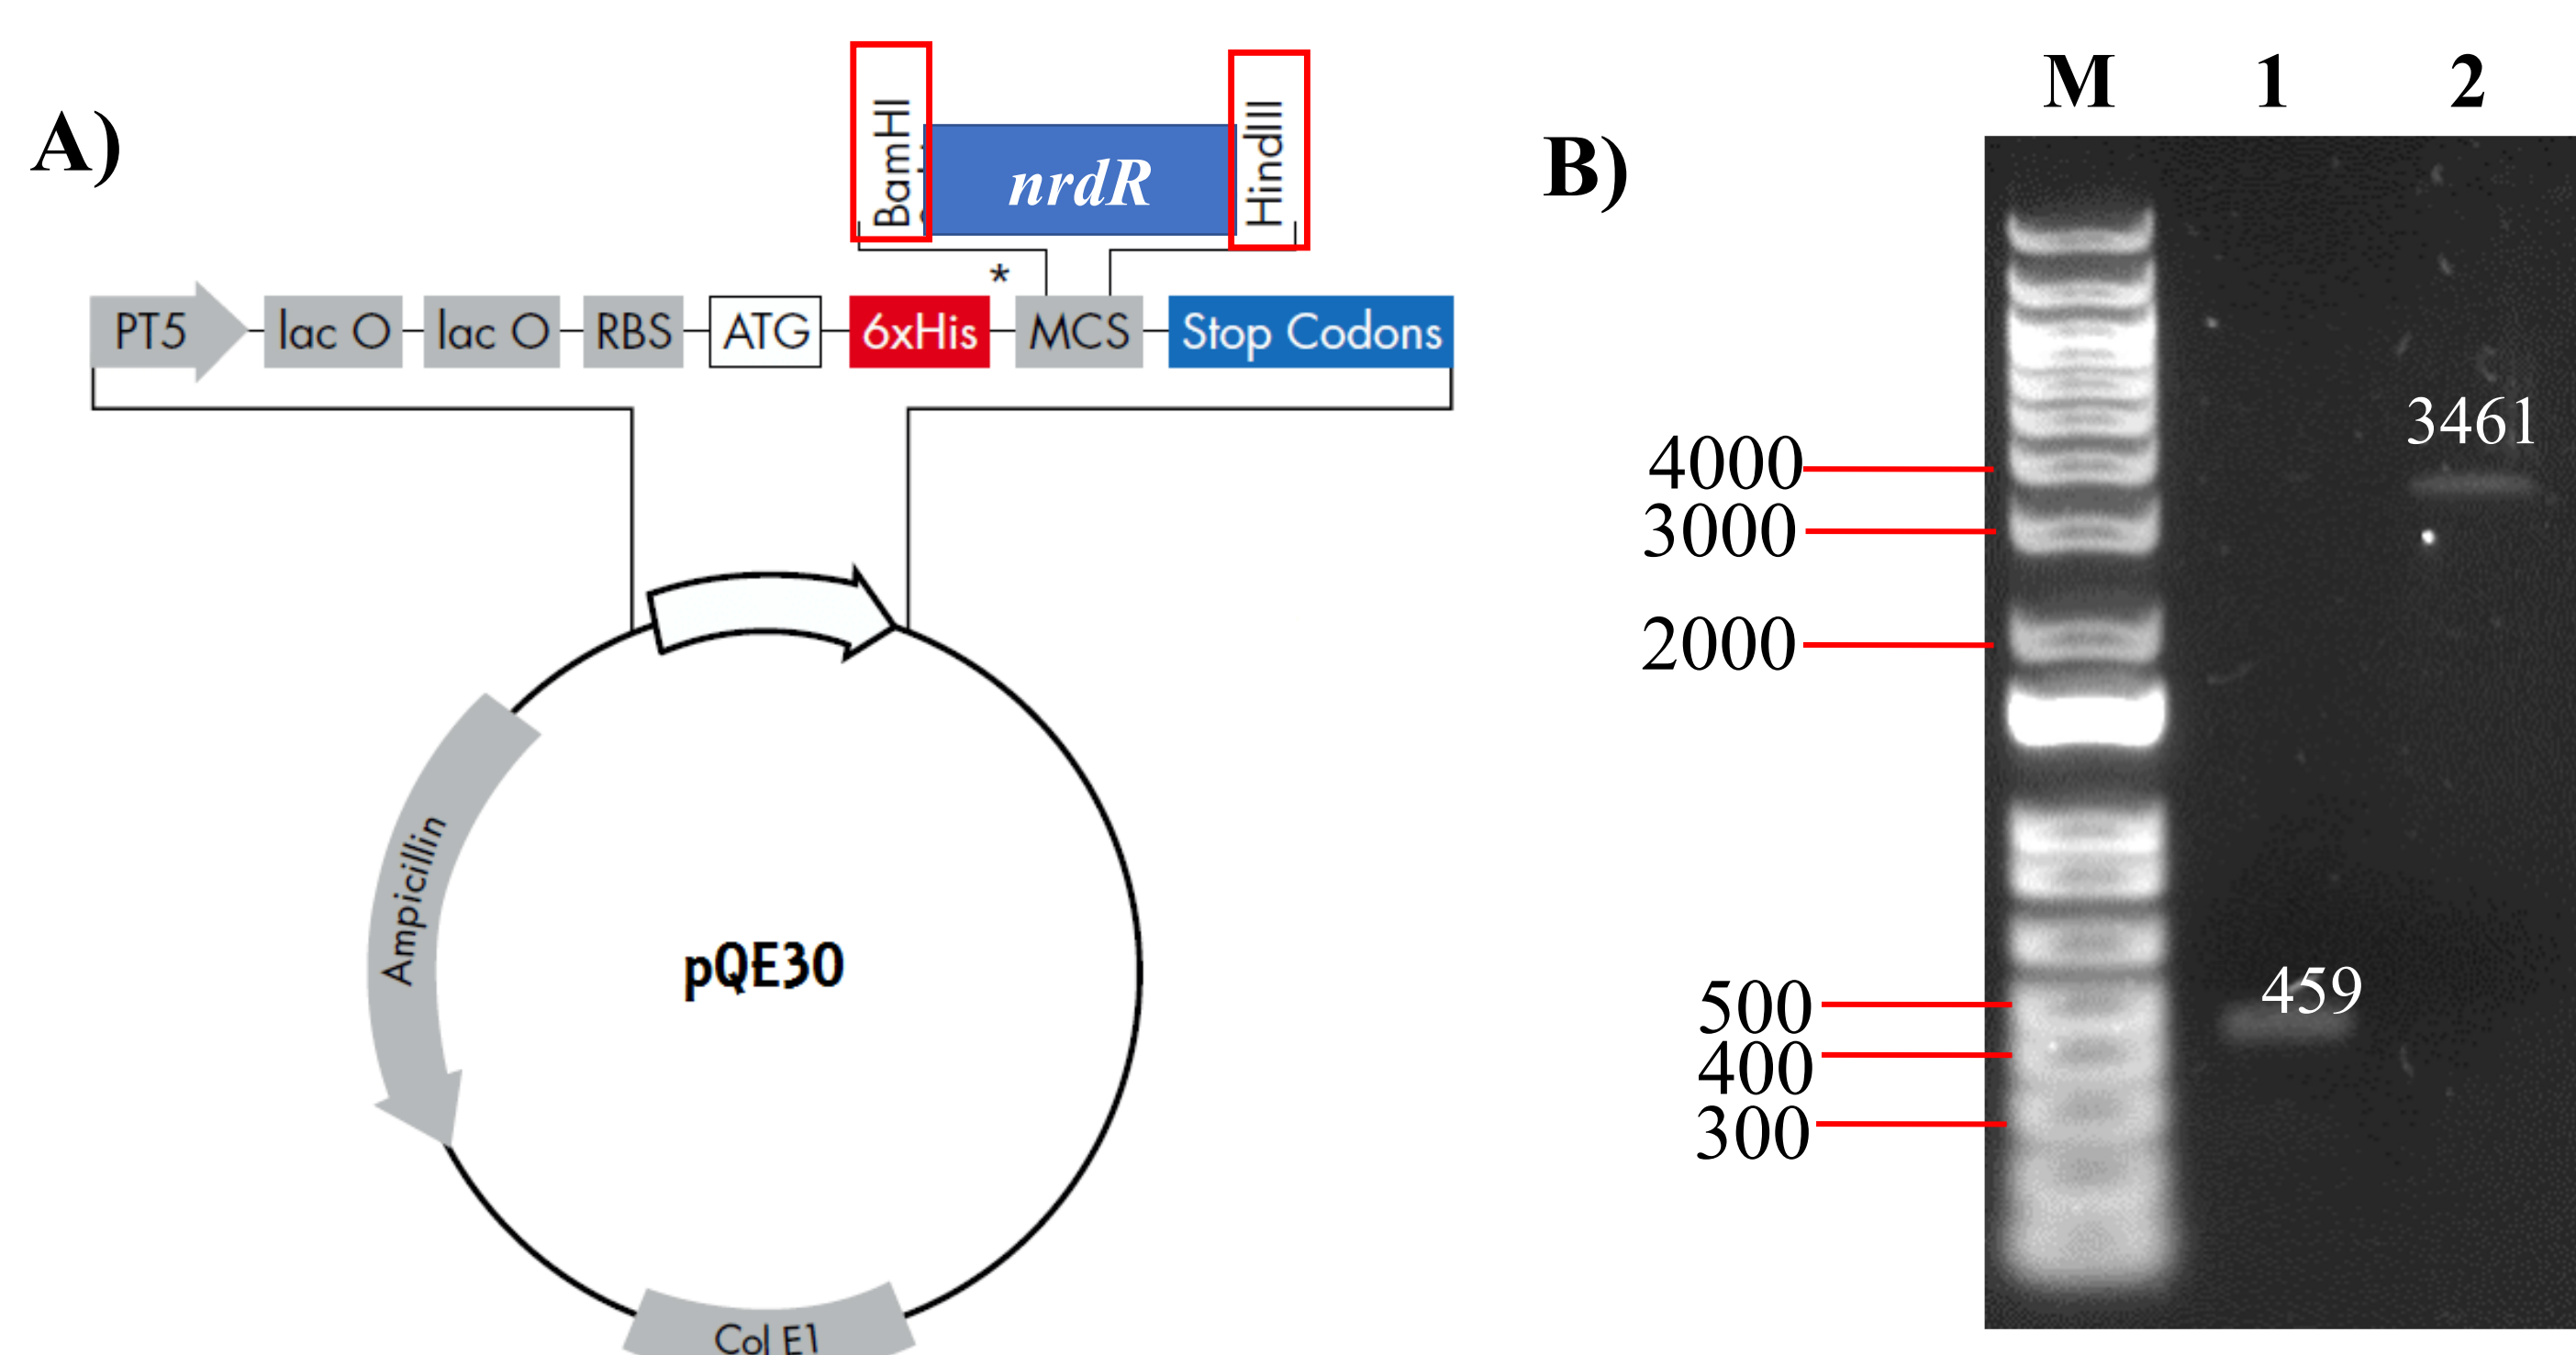 A)
BamHI
nrdR
HindIII
*
PT5
lac O
lac O
RBS
ATG
6xHis
MCS
Stop Codons
Ampicillin
pQE30
Col E1
B)
M 1 2
4000
3000
2000
500
400
300
3461
459